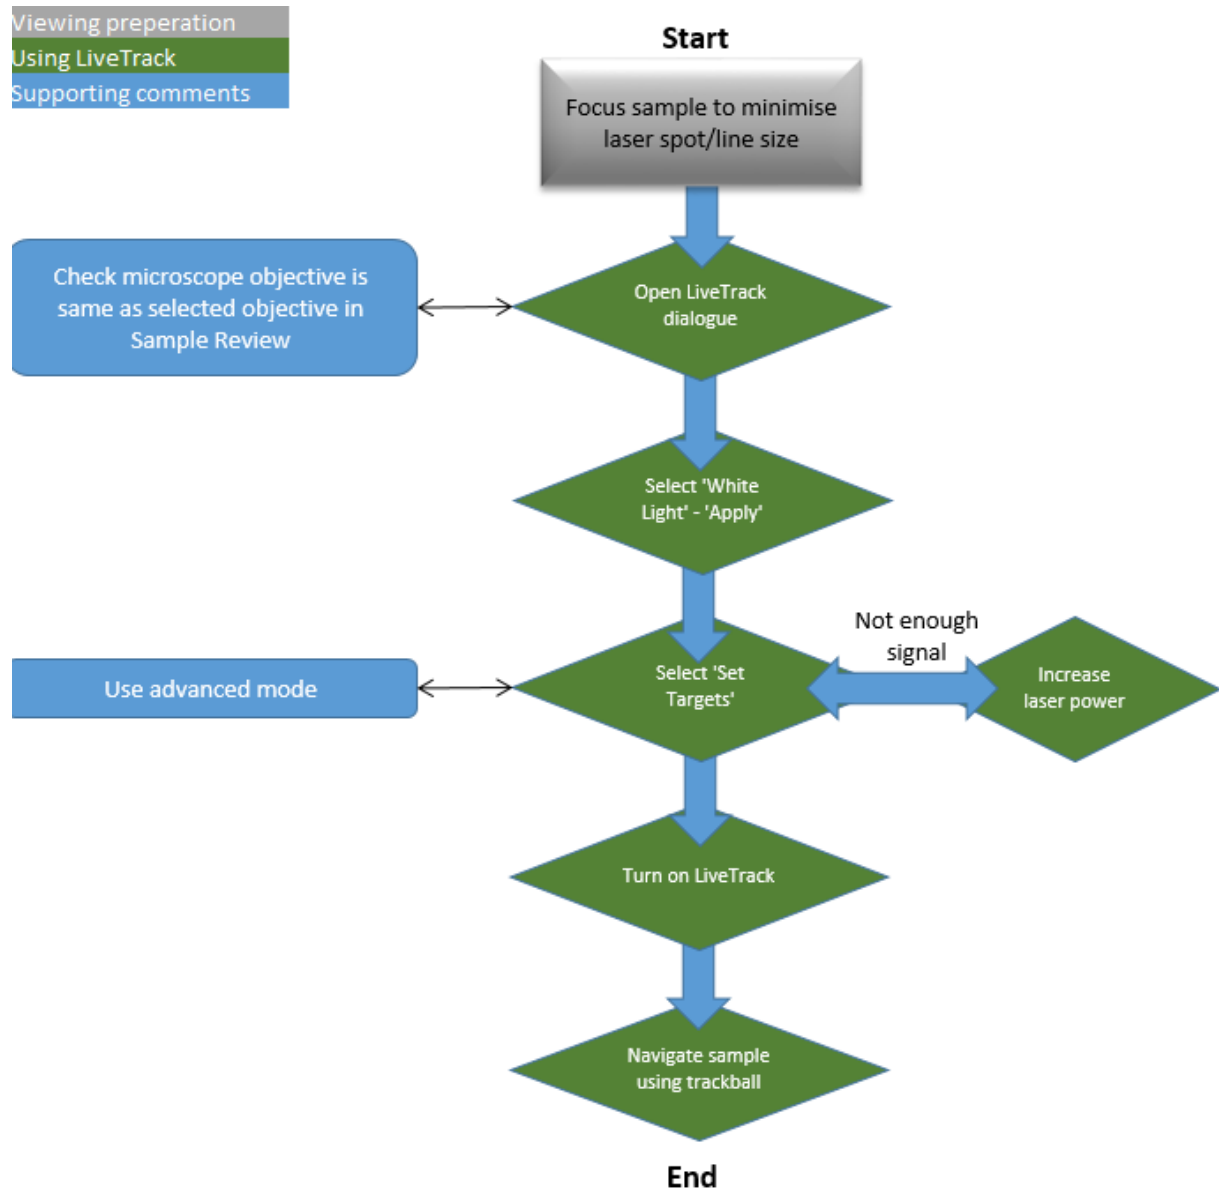 Viewing preperation
Using LiveTrack
Supporting comments
Start
Focus sample to minimise
laser spot/line size
Check microscope objective is
same as selected objective in
Sample Review
Open LiveTrack
dialogue
Select 'White
Light' - 'Apply'
Use advanced mode
Select 'Set
Targets'
Not enough
signal
Increase
laser power
Turn on LiveTrack
Navigate sample
using trackball
End